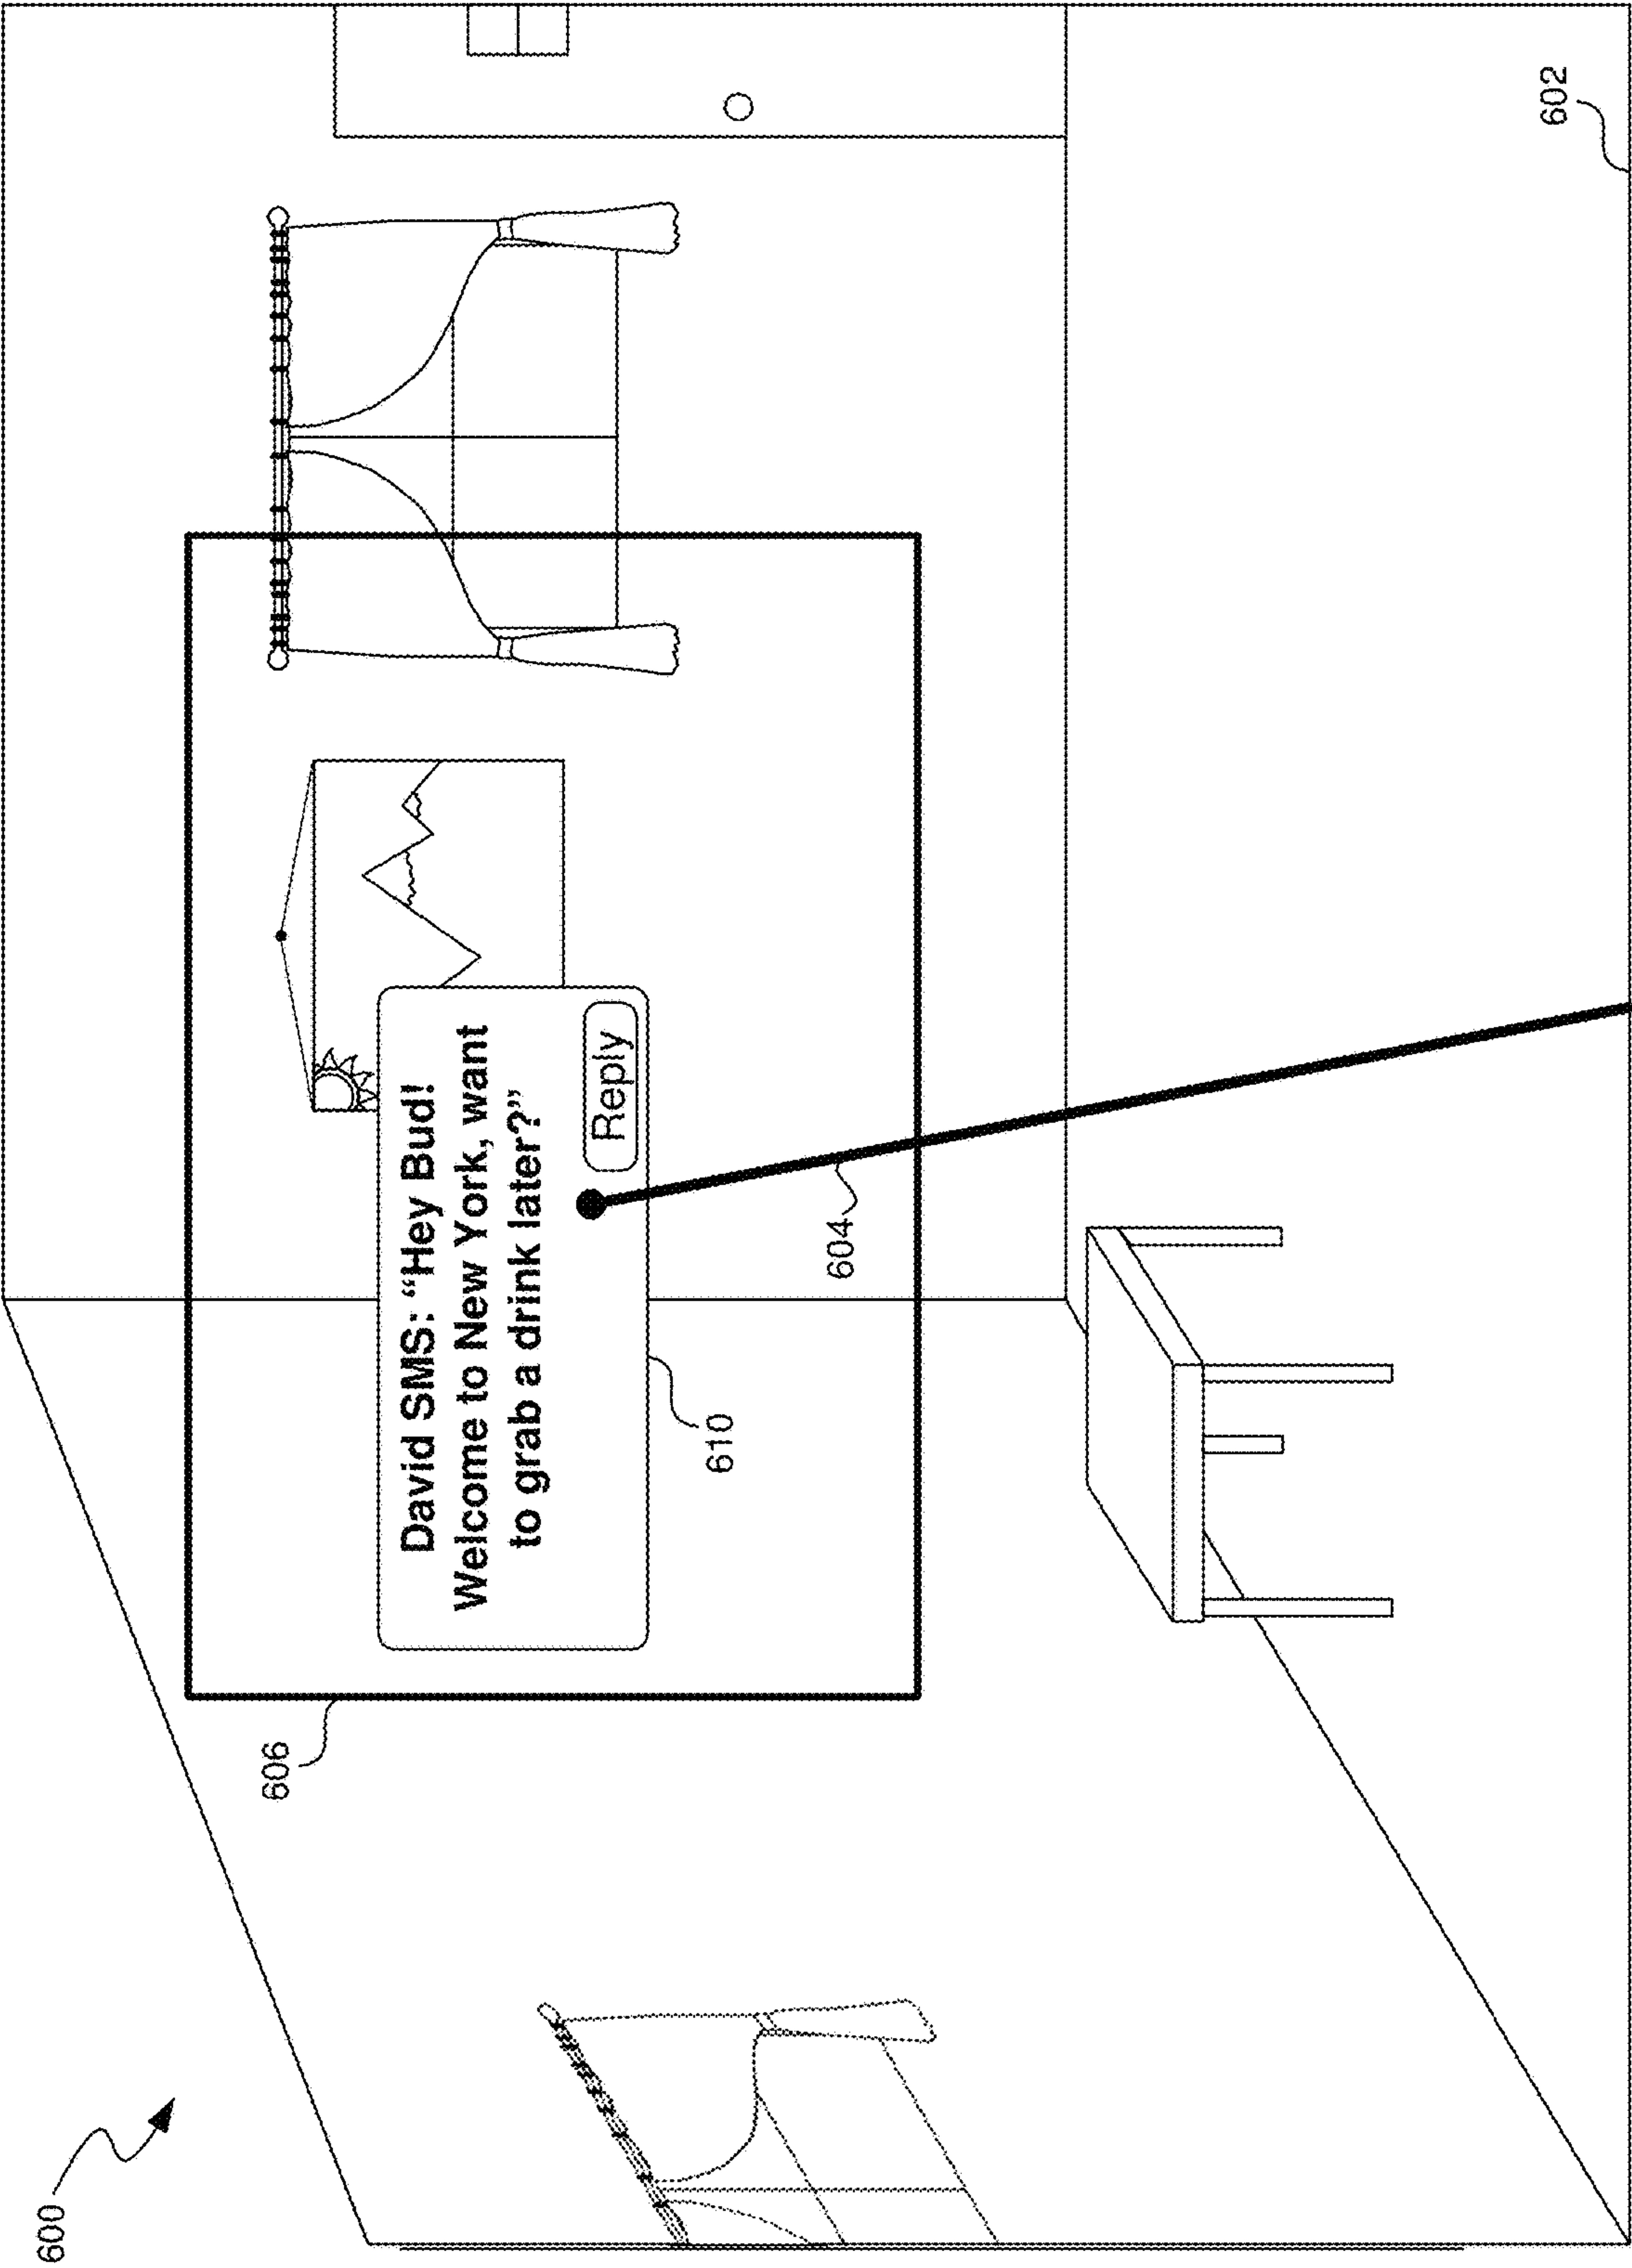 600
606
David SMS: “Hey Bud!
Welcome to New York, want
to grab a drink later?”
Reply
610
604
602